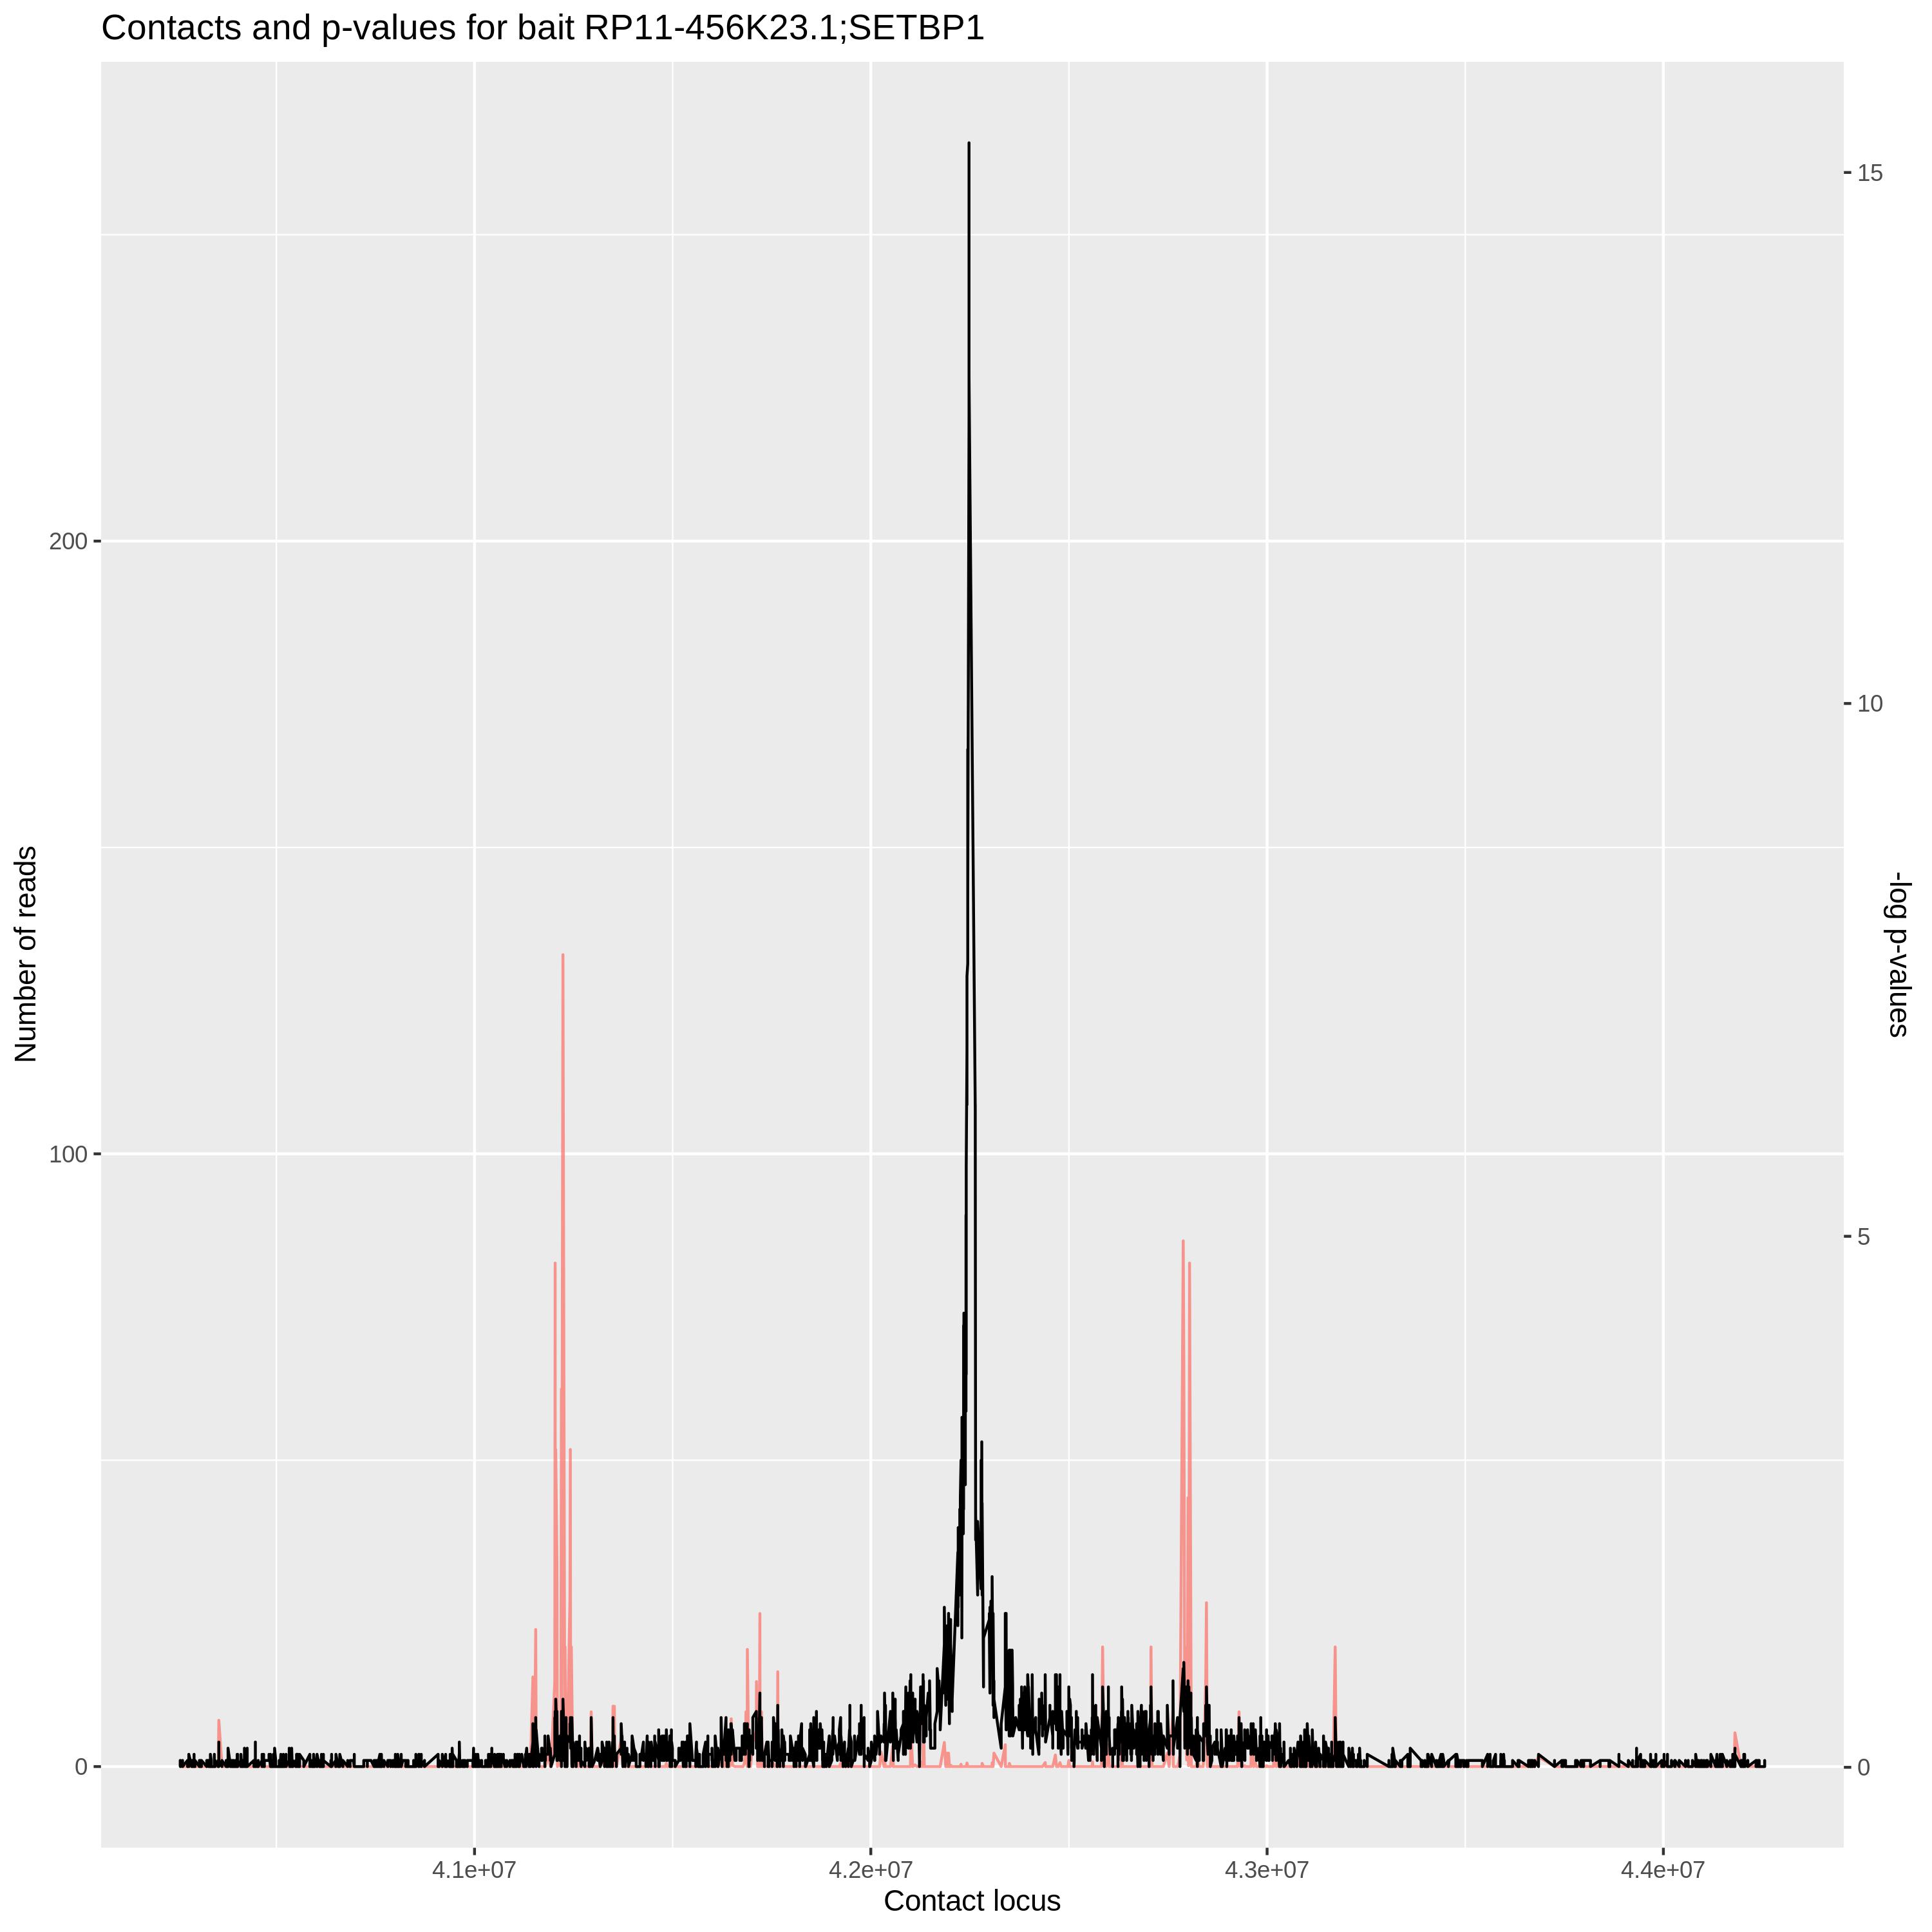 Contacts and p-values for bait RP11-456K23.1;SETBP1
Number of reads
200
100
0
15
10
5
0
-log p-values
4.1e+07
4.2e+07
4.3e+07
4.4e+07
Contact locus